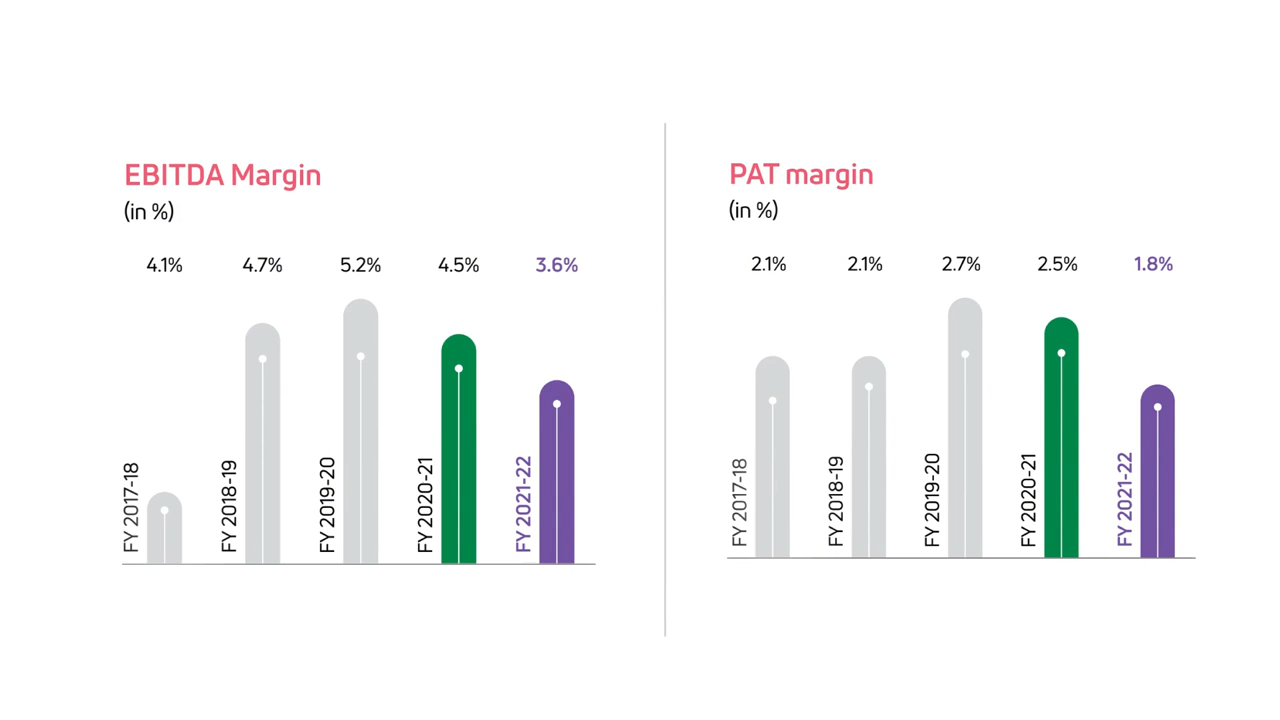 EBITDA Margin
(in %)
4.1% 4.7% 5.2% 4.5% 3.6%
FY 2017-18 FY 2018-19 FY 2019-20 FY 2020-21 FY 2021-22
PAT margin
(in %)
2.1% 2.1% 2.7% 2.5% 1.8%
FY 2017-18 FY 2018-19 FY 2019-20 FY 2020-21 FY 2021-22